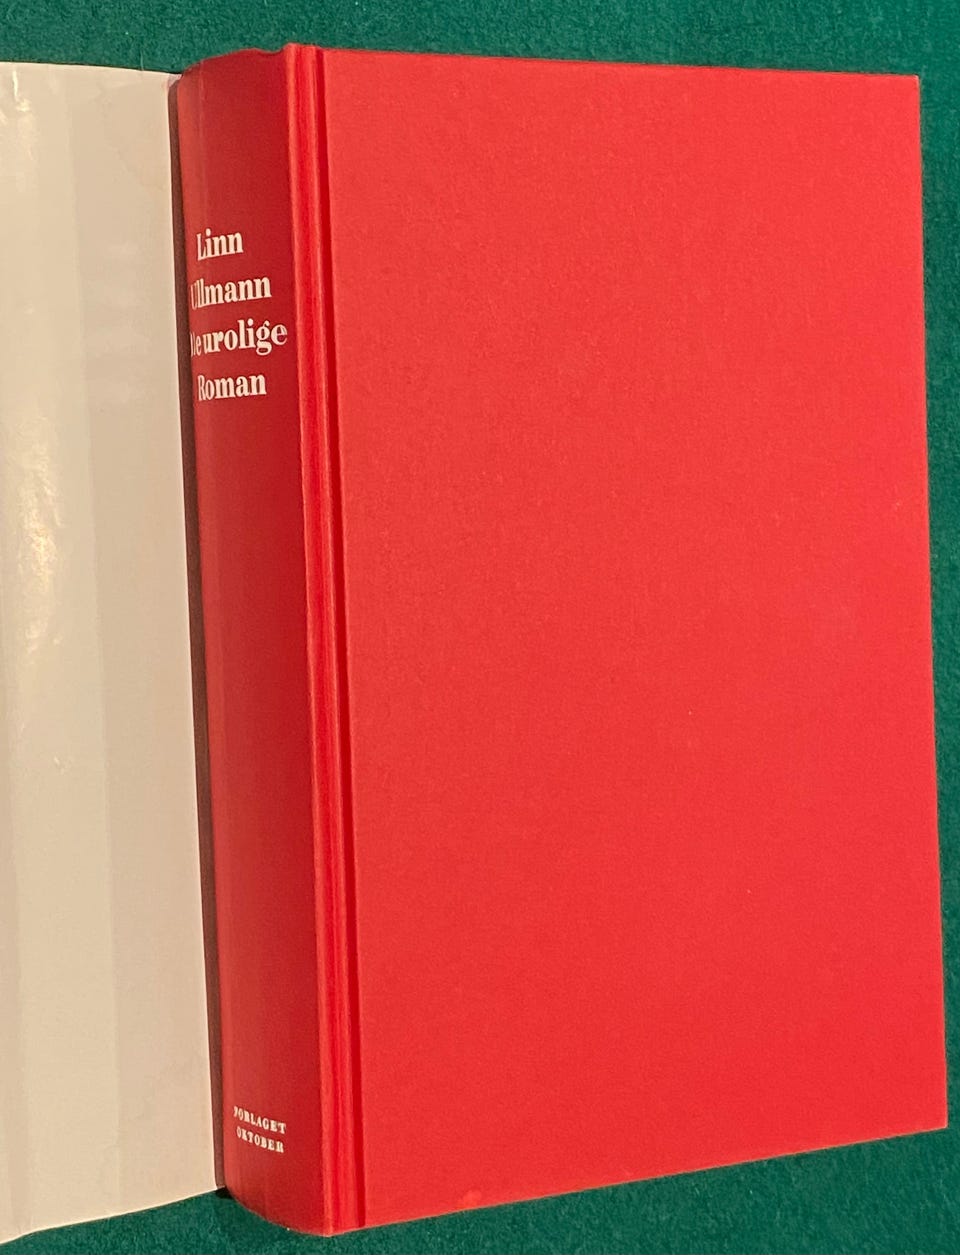 Linn
Ullmann
De urolige
Roman
FORLAGET
OKTOBER